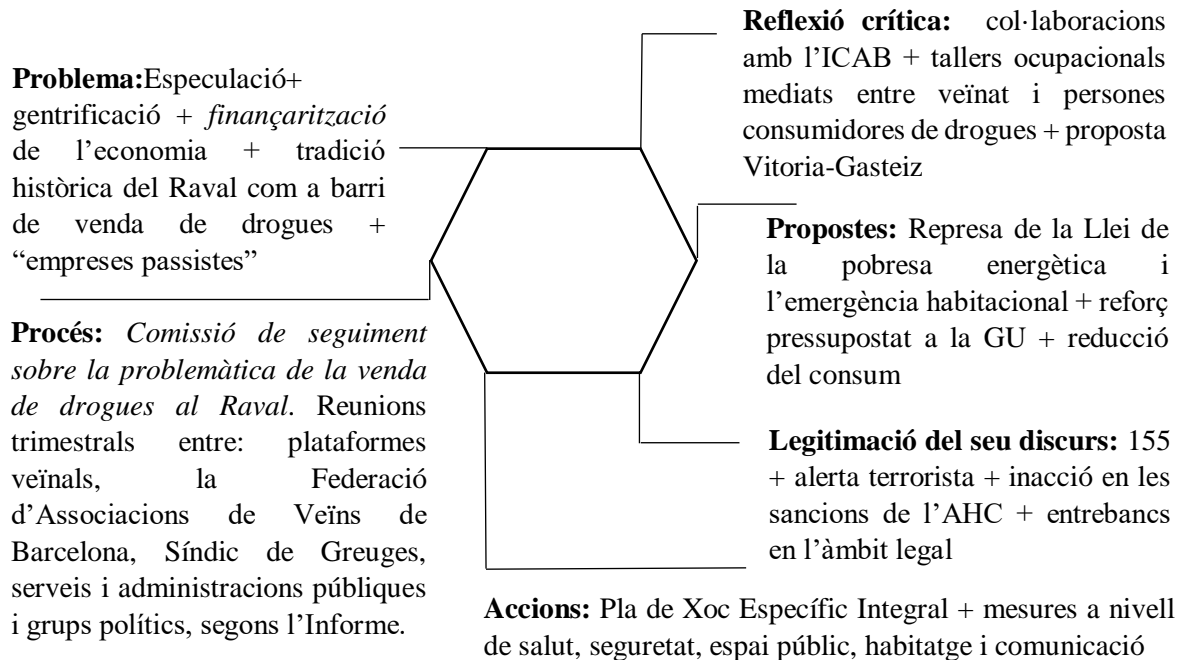 Problema:Especulació+
gentrificació + finançarització
de l’economia + tradició
històrica del Raval com a barri
de venda de drogues +
“empreses passistes”
Procés: Comissió de seguiment
sobre la problemàtica de la venda
de drogues al Raval. Reunions
trimestrals entre: plataformes
veïnals, la Federació
d’Associacions de Veïns de
Barcelona, Síndic de Greuges,
serveis i administracions públiques
i grups polítics, segons l’Informe.
Reflexió crítica: col·laboracions
amb l’ICAB + tallers ocupacionals
mediats entre veïnat i persones
consumidores de drogues + proposta
Vitoria-Gasteiz
Propostes: Represa de la Llei de
la pobresa energètica i
l’emergència habitacional + reforç
pressupostat a la GU + reducció
del consum
Legitimació del seu discurs: 155
+ alerta terrorista + inacció en les
sancions de l’AHC + entrebancs
en l’àmbit legal
Accions: Pla de Xoc Específic Integral + mesures a nivell
de salut, seguretat, espai públic, habitatge i comunicació